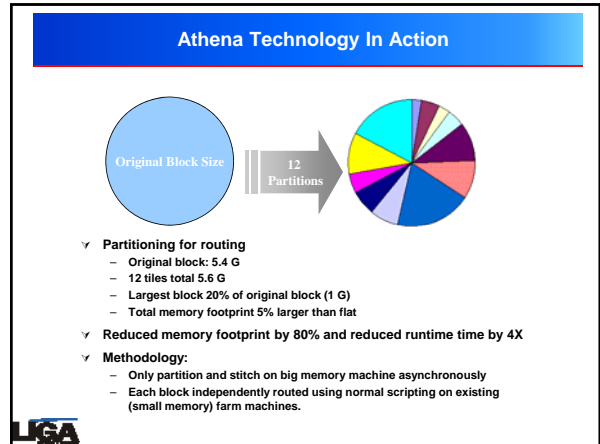 Athena Technology In Action
Original Block Size
12
Partitions
Partitioning for routing
– Original block: 5.4 G
– 12 tiles total 5.6 G
– Largest block 20% of original block (1 G)
– Total memory footprint 5% larger than flat
Reduced memory footprint by 80% and reduced runtime time by 4X
Methodology:
– Only partition and stitch on big memory machine asynchronously
– Each block independently routed using normal scripting on existing
(small memory) farm machines.
LIGA